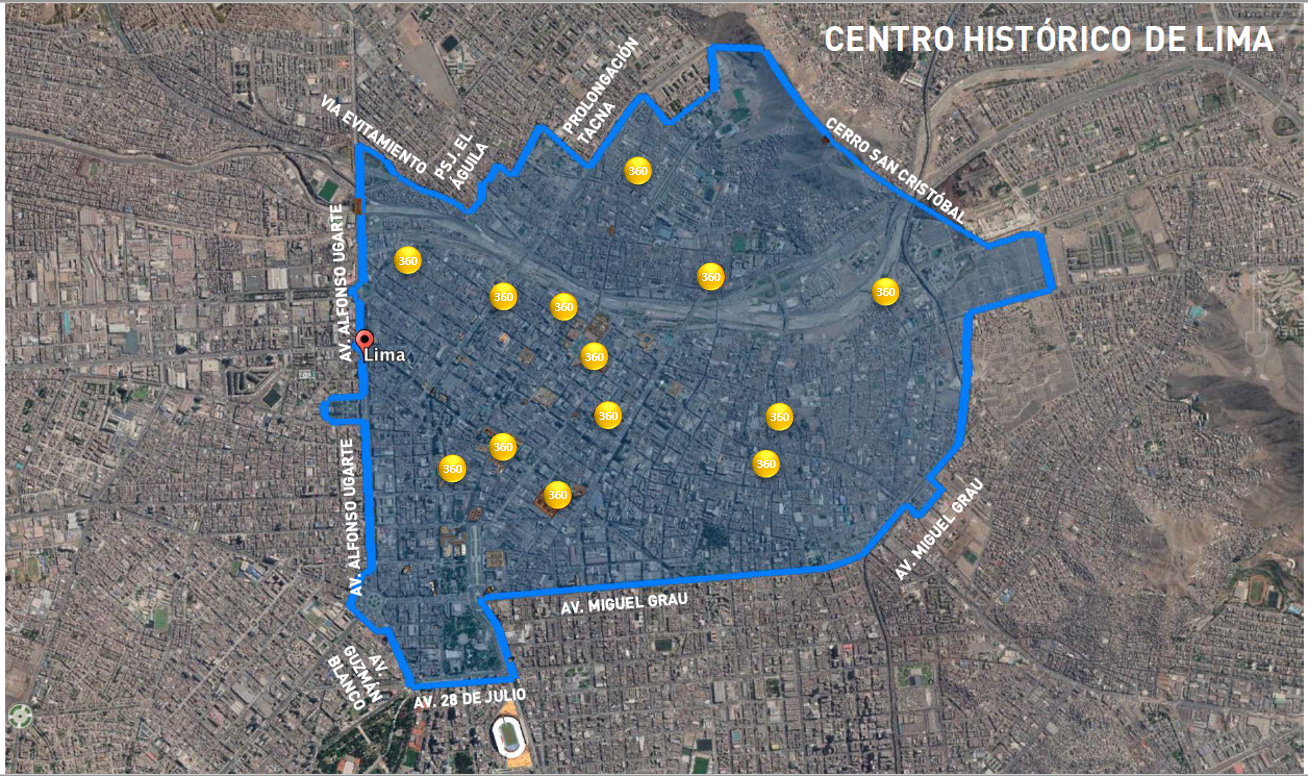 CENTRO HISTÓRICO DE LIMA
PROLONGACIÓN
TACNA
VIA EVITAMIENTO
PSJ. EL
ÁGUILA
CERRO SAN CRISTÓBAL
360
AV. ALFONSO UGARTE
360
360
360
360
360
Lima
360
360
360
360
360
360
360
AV. ALFONSO UGARTE
AV. MIGUEL GRAU
AV. MIGUEL GRAU
AV.
GUZMÁN
BLANCO
AV. 28 DE JULIO